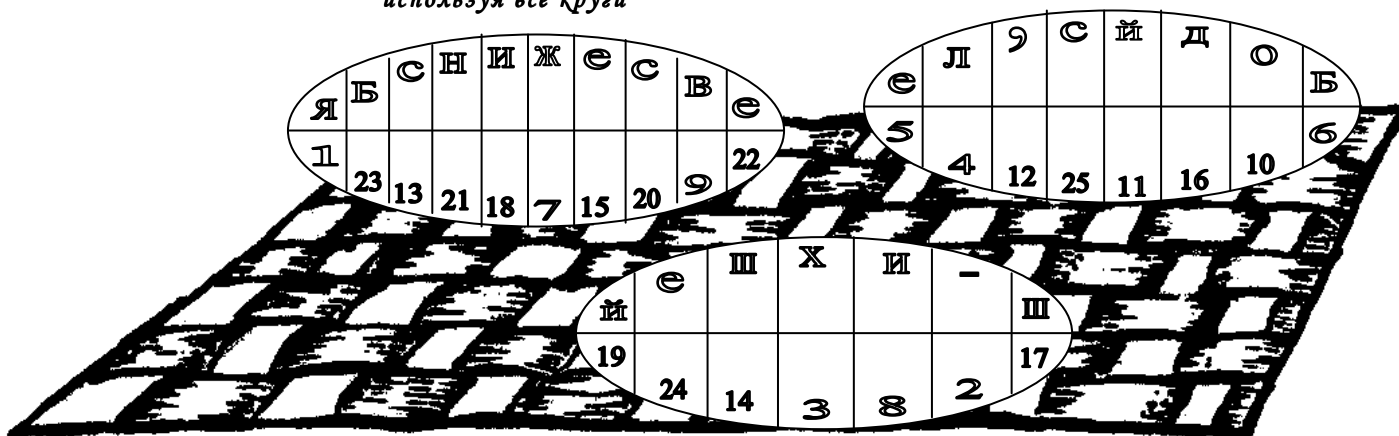 используя все круги
я Б с н и ж е с в е
1 23 13 21 18 7 15 20 9 22
е л , с й д о Б
5 4 12 25 11 16 10 6
й е ш х и - ш
19 24 14 3 8 2 17